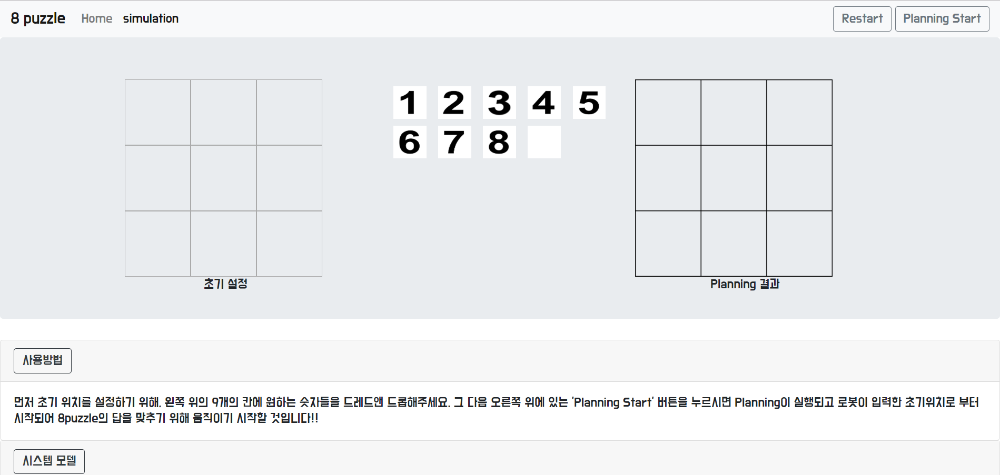 8 puzzle Home simulation Restart Planning Start
1 2 3 4 5
6 7 8
초기 설정
Planning 결과
사용방법
먼저 초기 위치를 설정하기 위해, 왼쪽 위의 9개의 칸에 원하는 숫자들을 드레드앤 드롭해주세요. 그 다음 오른쪽 위에 있는 'Planning Start' 버튼을 누르시면 Planning이 실행되고 로봇이 입력한 초기위치로 부터
시작되어 8puzzle의 답을 맞추기 위해 움직이기 시작할 것입니다!!
시스템 모델